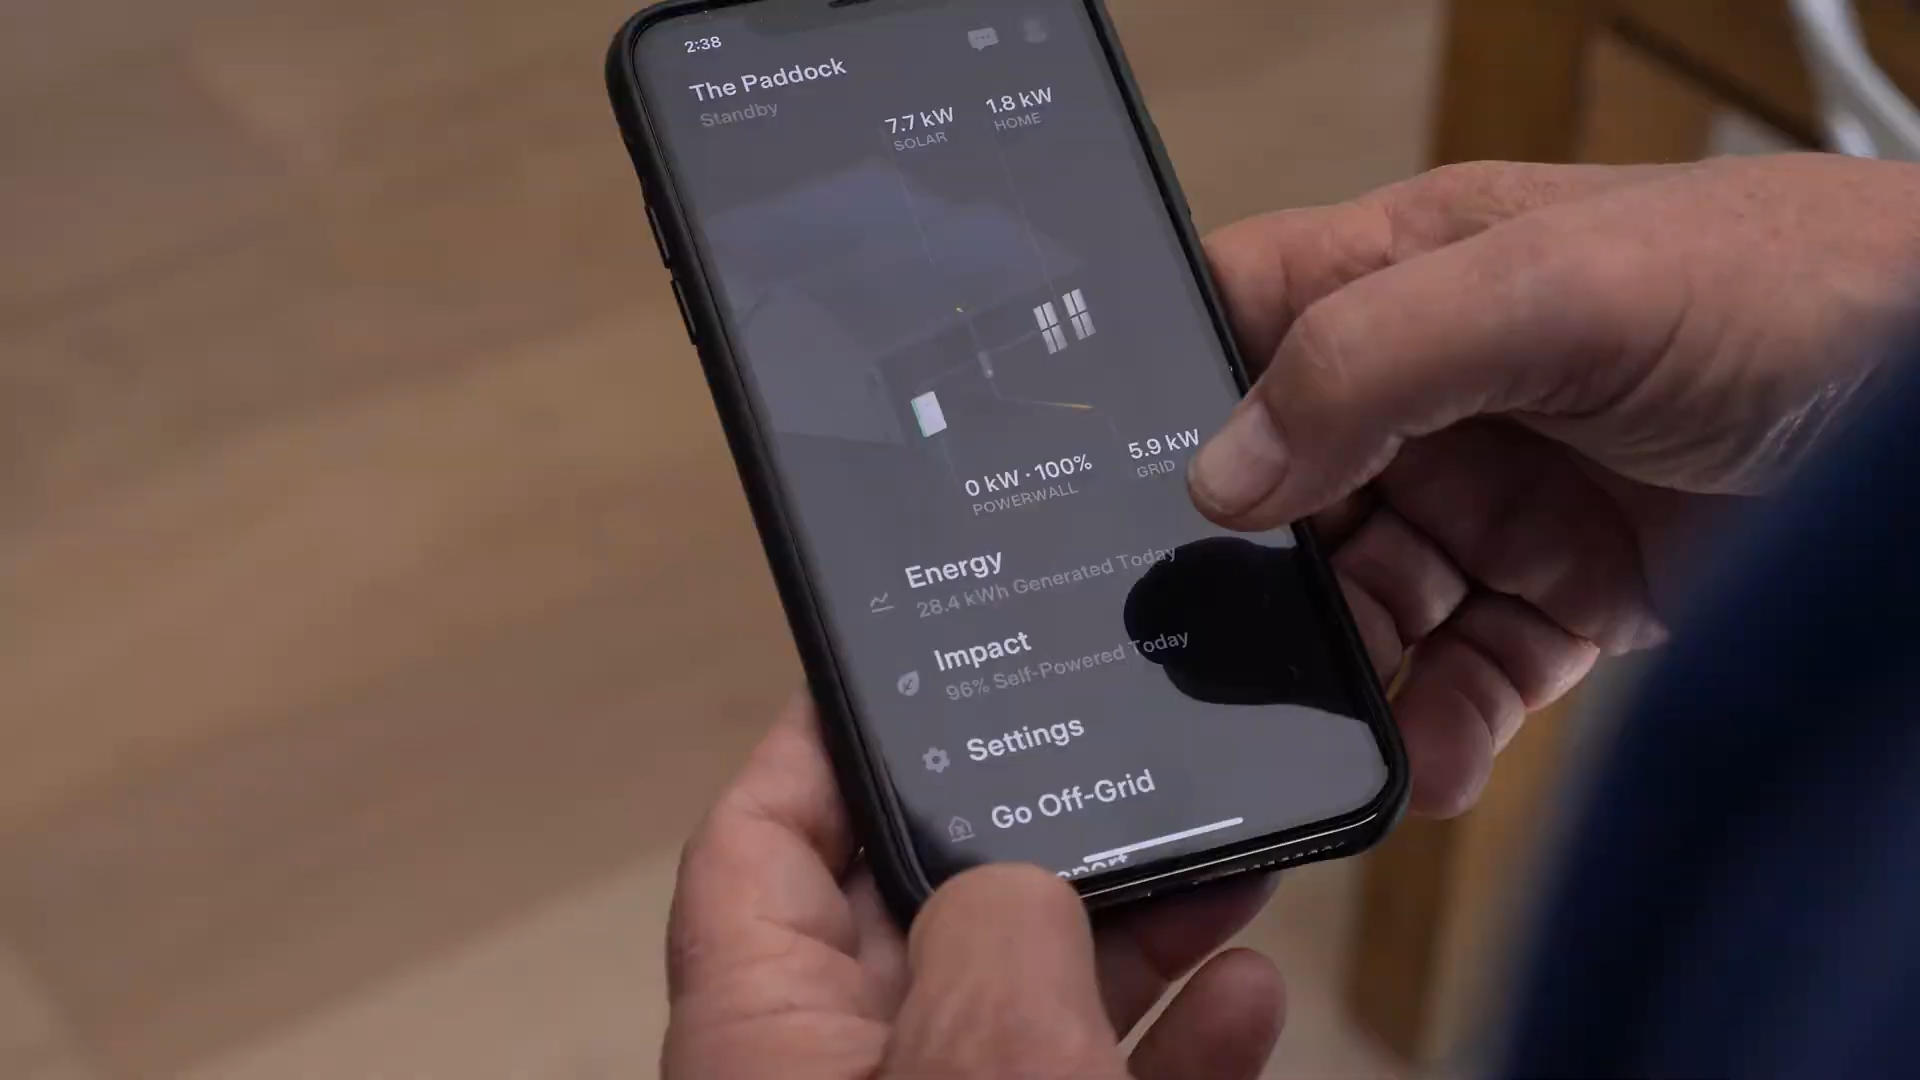 2:38
The Paddock
Standby
7.7 kW
SOLAR
1.8 kW
HOME
0 kW · 100%
POWERWALL
5.9 kW
GRID
Energy
28.4 kWh Generated Today
Impact
96% Self-Powered Today
Settings
Go Off-Grid